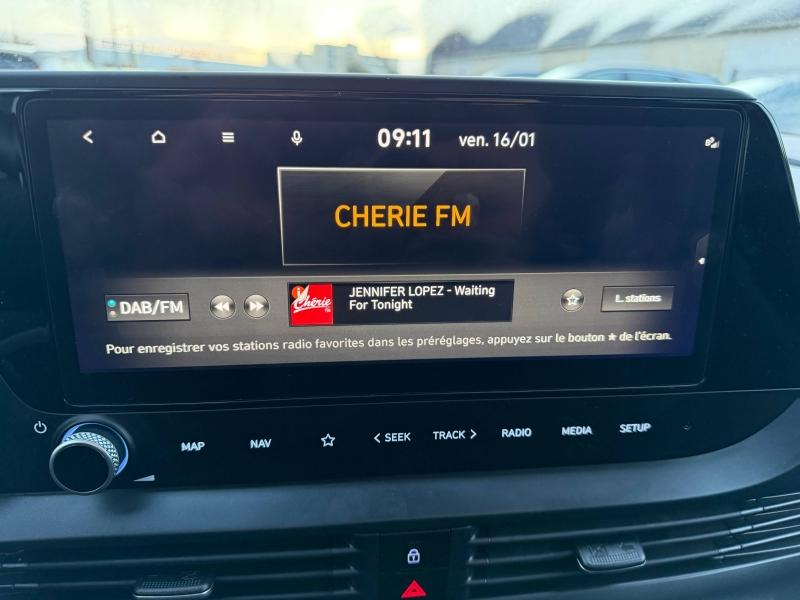 09:11 ven. 16/01
CHERIE FM
DAB/FM
Chérie
FM
JENNIFER LOPEZ - Waiting
For Tonight
L. stations
Pour enregistrer vos stations radio favorites dans les préréglages, appuyez sur le bouton ★ de l'écran.
MAP NAV ☆ < SEEK TRACK > RADIO MEDIA SETUP